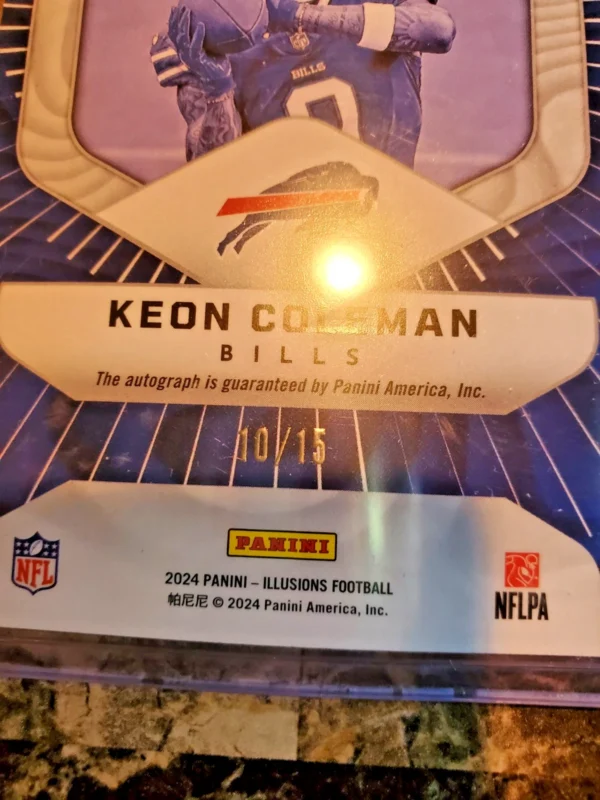 BILLS
KEON COLEMAN
BILLS
The autograph is guaranteed by Panini America, Inc.
10/15
PANINI
NFL
2024 PANINI – ILLUSIONS FOOTBALL
帕尼尼 © 2024 Panini America, Inc.
NFLPA